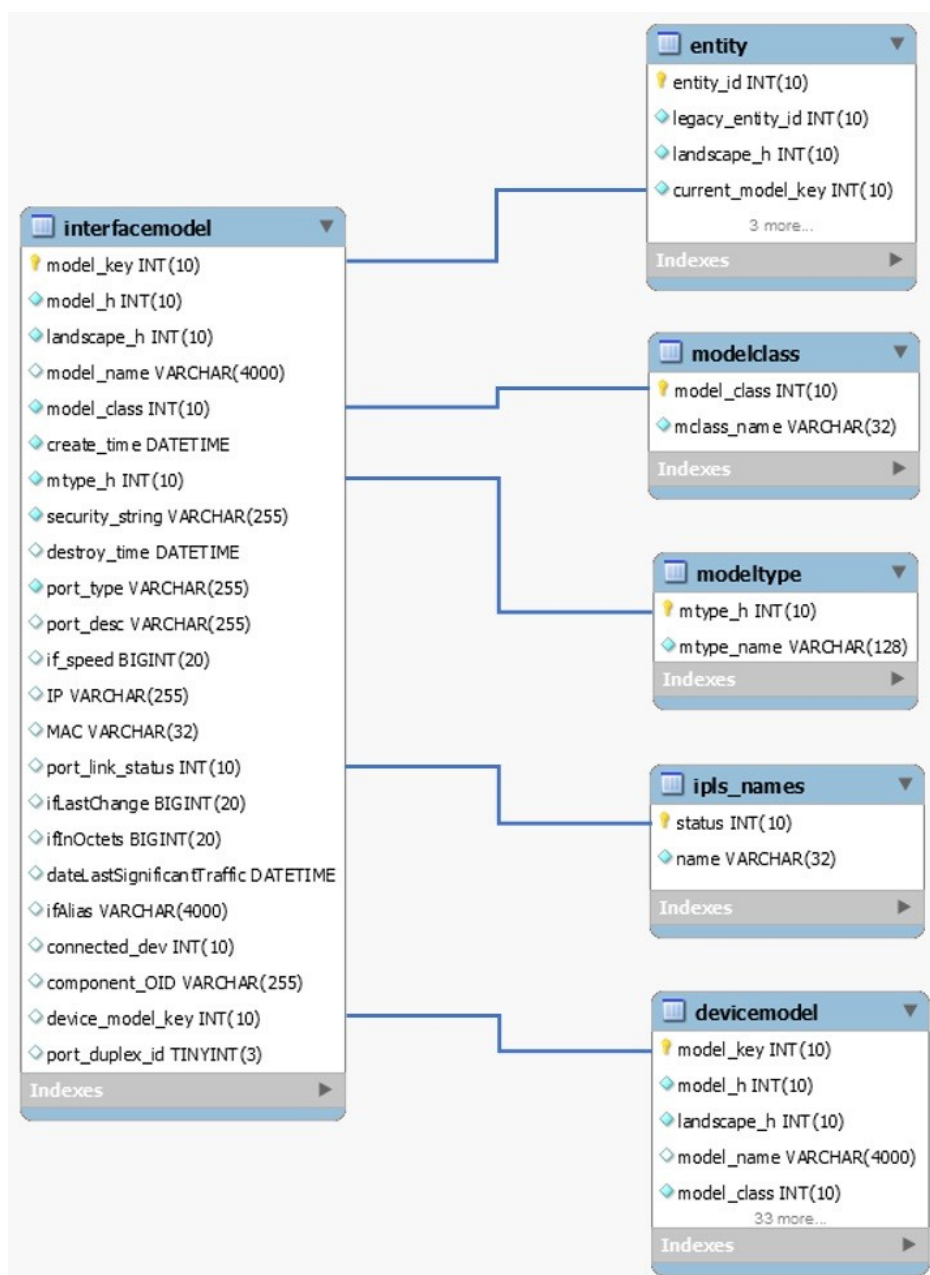 entity
entity_id INT(10)
legacy_entity_id INT(10)
landscape_h INT(10)
current_model_key INT(10)
3 more...
Indexes
interfacemodel
model_key INT(10)
model_h INT(10)
landscape_h INT(10)
model_name VARCHAR(4000)
model_class INT(10)
create_time DATETIME
mtype_h INT(10)
security_string VARCHAR(255)
destroy_time DATETIME
port_type VARCHAR(255)
port_desc VARCHAR(255)
if_speed BIGINT(20)
IP VARCHAR(255)
MAC VARCHAR(32)
port_link_status INT(10)
ifLastChange BIGINT(20)
ifInOctets BIGINT(20)
dateLastSignificantTraffic DATETIME
ifAlias VARCHAR(4000)
connected_dev INT(10)
component_OID VARCHAR(255)
device_model_key INT(10)
port_duplex_id TINYINT(3)
Indexes
modelclass
model_class INT(10)
mclass_name VARCHAR(32)
Indexes
modeltype
mtype_h INT(10)
mtype_name VARCHAR(128)
Indexes
ipls_names
status INT(10)
name VARCHAR(32)
Indexes
devicemodel
model_key INT(10)
model_h INT(10)
landscape_h INT(10)
model_name VARCHAR(4000)
model_class INT(10)
33 more...
Indexes